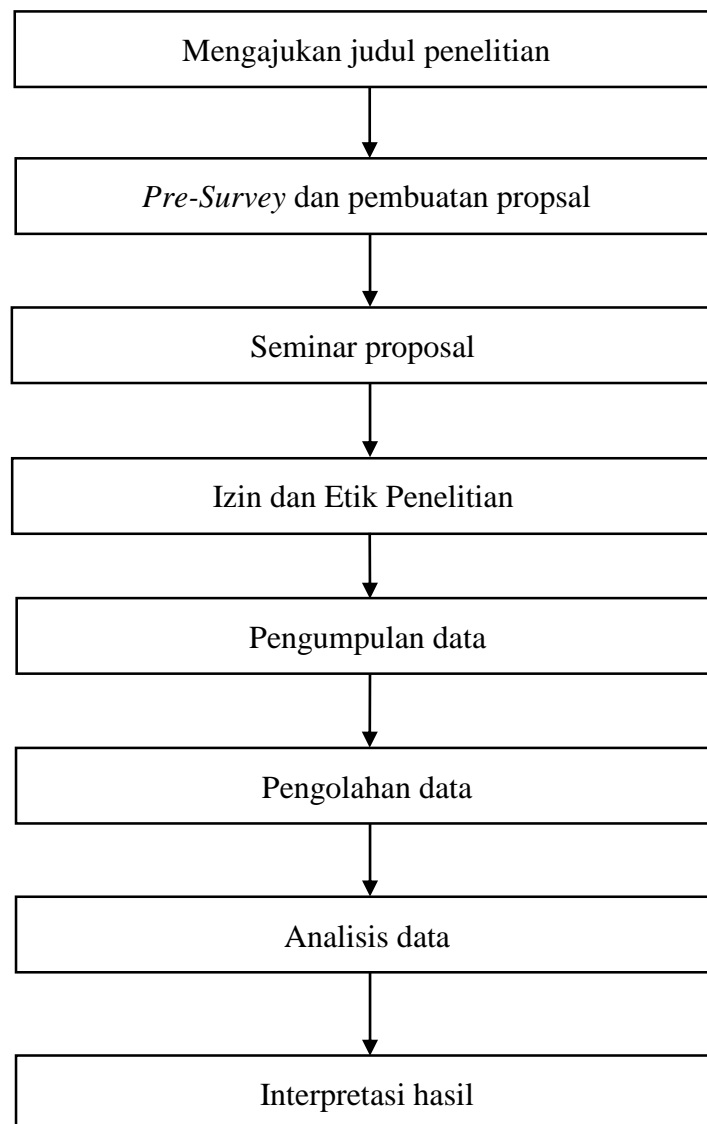 Mengajukan judul penelitian
Pre-Survey dan pembuatan propsal
Seminar proposal
Izin dan Etik Penelitian
Pengumpulan data
Pengolahan data
Analisis data
Interpretasi hasil